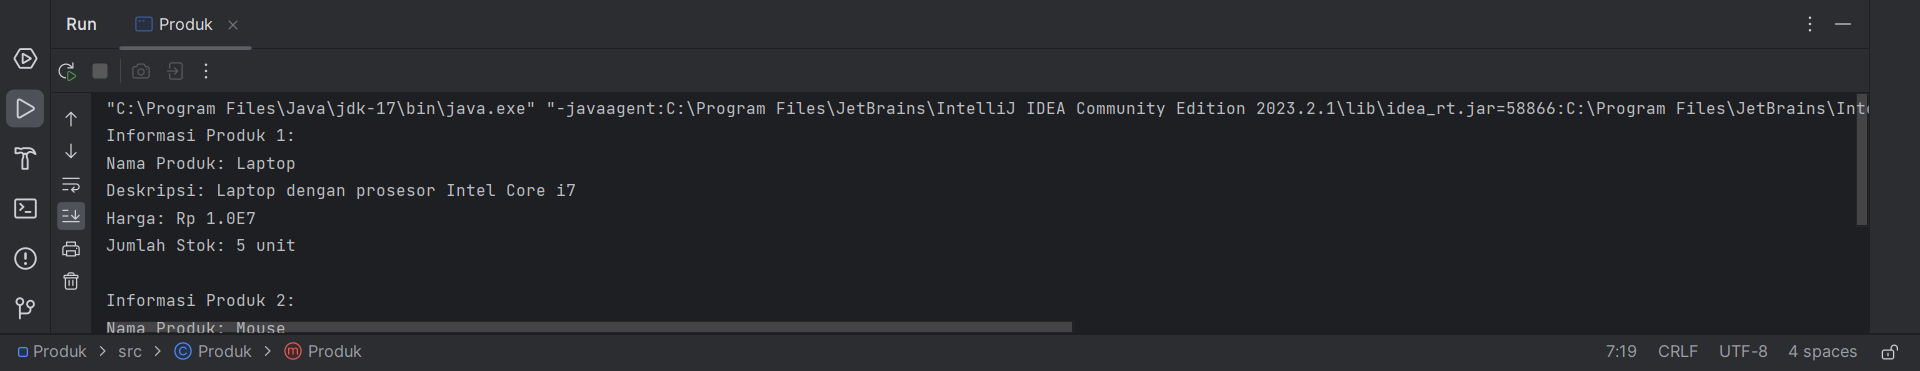 Run Produk
"C:\Program Files\Java\jdk-17\bin\java.exe" "-javaagent:C:\Program Files\JetBrains\IntelliJ IDEA Community Edition 2023.2.1\lib\idea_rt.jar=58866:C:\Program Files\JetBrains\Inte
Informasi Produk 1:
Nama Produk: Laptop
Deskripsi: Laptop dengan prosesor Intel Core i7
Harga: Rp 1.0E7
Jumlah Stok: 5 unit
Informasi Produk 2:
Nama Produk: Mouse
Produk > src > Produk > Produk 7:19 CRLF UTF-8 4 spaces